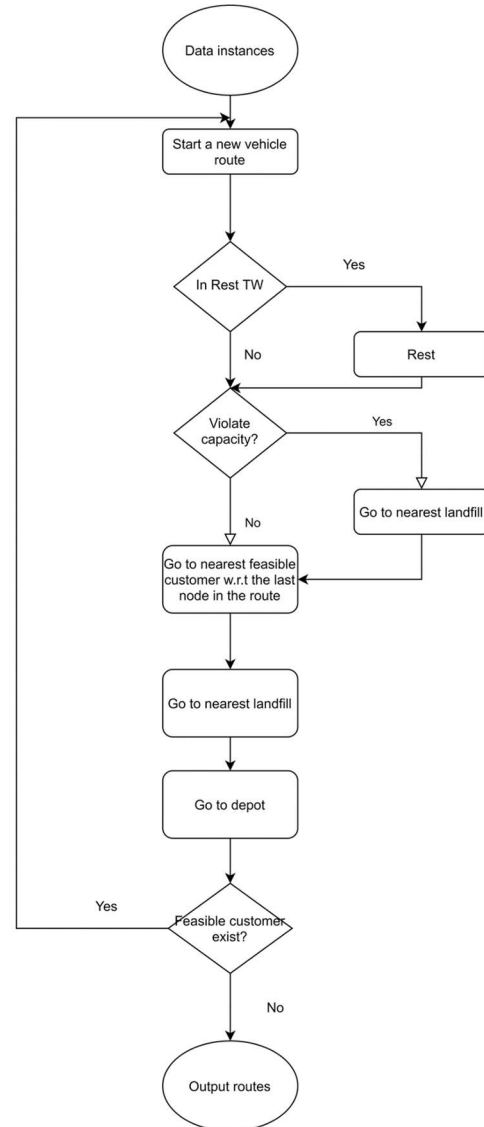 Data instances
Start a new vehicle
route
In Rest TW
Yes
No
Rest
Violate
capacity?
Yes
No
Go to nearest landfill
Go to nearest feasible
customer w.r.t the last
node in the route
Go to nearest landfill
Go to depot
Yes
Feasible customer
exist?
No
Output routes